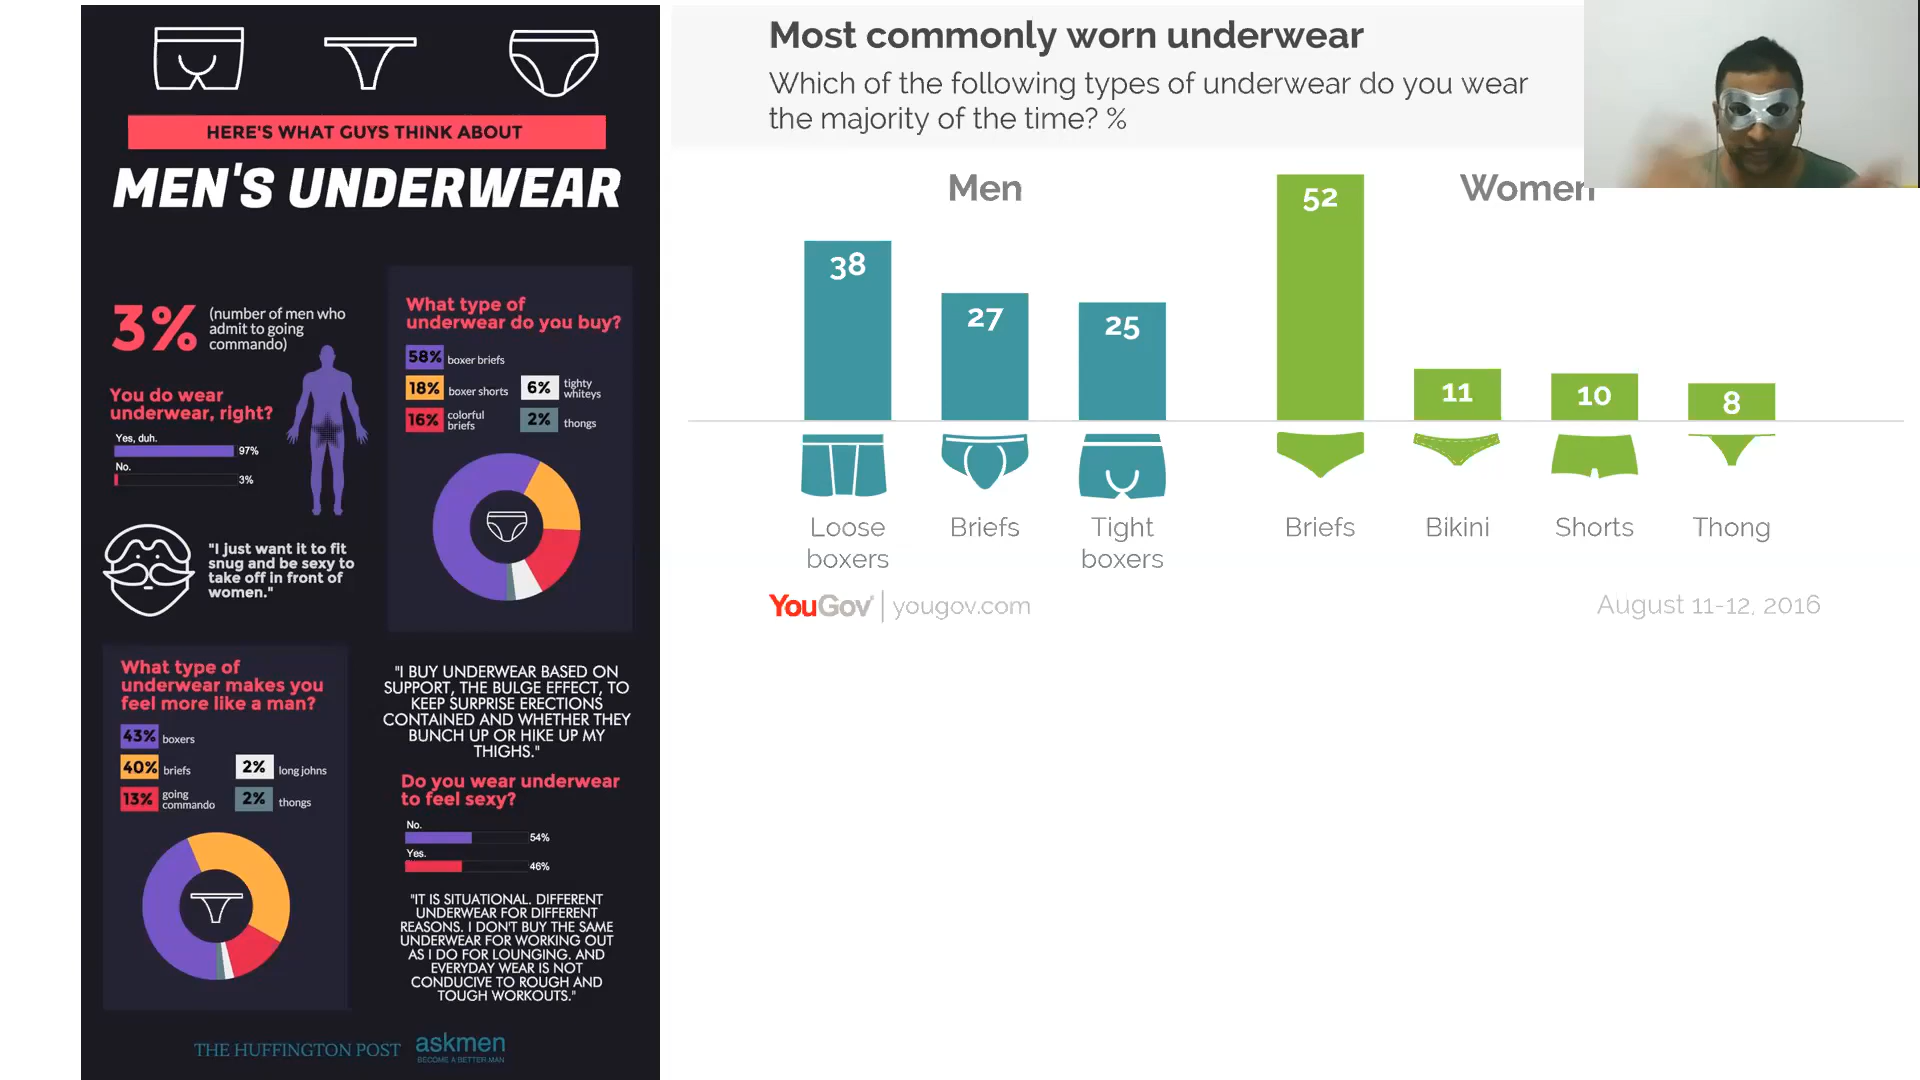 HERE'S WHAT GUYS THINK ABOUT
MEN'S UNDERWEAR
3%
(number of men who
admit to going
commando)
You do wear
underwear, right?
Yes, duh.
97%
No.
3%
What type of
underwear do you buy?
58% boxer briefs
18% boxer shorts
6% tighty
whiteys
16% colorful
briefs
2% thongs
"I just want it to fit
snug and be sexy to
take off in front of
women."
What type of
underwear makes you
feel more like a man?
43% boxers
40% briefs
2% long johns
13% going
commando
2% thongs
"I BUY UNDERWEAR BASED ON
SUPPORT, THE BULGE EFFECT, TO
KEEP SURPRISE ERECTIONS
CONTAINED AND WHETHER THEY
BUNCH UP OR HIKE UP MY
THIGHS."
Do you wear underwear
to feel sexy?
No.
54%
Yes.
46%
"IT IS SITUATIONAL. DIFFERENT
UNDERWEAR FOR DIFFERENT
REASONS. I DON'T BUY THE SAME
UNDERWEAR FOR WORKING OUT
AS I DO FOR LOUNGING. AND
EVERYDAY WEAR IS NOT
CONDUCIVE TO ROUGH AND
TOUGH WORKOUTS."
THE HUFFINGTON POST
askmen
BECOME A BETTER MAN
Most commonly worn underwear
Which of the following types of underwear do you wear
the majority of the time? %
Men
Women
38
27
25
52
11
10
8
Loose
boxers
Briefs
Tight
boxers
Briefs
Bikini
Shorts
Thong
YouGov | yougov.com
August 11-12, 2016